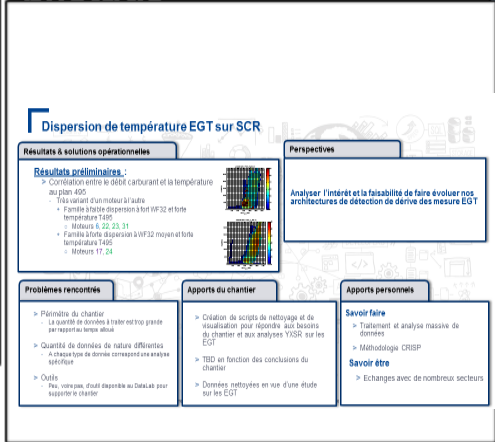 Dispersion de température EGT sur SCR
Résultats & solutions opérationnelles
Résultats préliminaires :
> Corrélation entre le débit carburant et la température
au plan 495
- Très variant d'un moteur à l'autre
+ Famille à faible dispersion à fort WF32 et forte
température T495
o Moteurs 6, 22, 23, 31
+ Famille à forte dispersion à WF32 moyen et forte
température T495
o Moteurs 17, 24
Perspectives
Analyser l'intérêt et la faisabilité de faire évoluer nos
architectures de détection de dérive des mesure EGT
Problèmes rencontrés
> Périmètre du chantier
- La quantité de données à traiter est trop grande
par rapport au temps alloué
> Quantité de données de nature différentes
- A chaque type de donnée correspond une analyse
spécifique
> Outils
- Peu, voire pas, d'outil disponible au DataLab pour
supporter le chantier
Apports du chantier
> Création de scripts de nettoyage et de
visualisation pour répondre aux besoins
du chantier et aux analyses YXSR sur les
EGT
> TBD en fonction des conclusions du
chantier
> Données nettoyées en vue d'une étude
sur les EGT
Apports personnels
Savoir faire
> Traitement et analyse massive de
données
> Méthodologie CRISP
Savoir être
> Echanges avec de nombreux secteurs